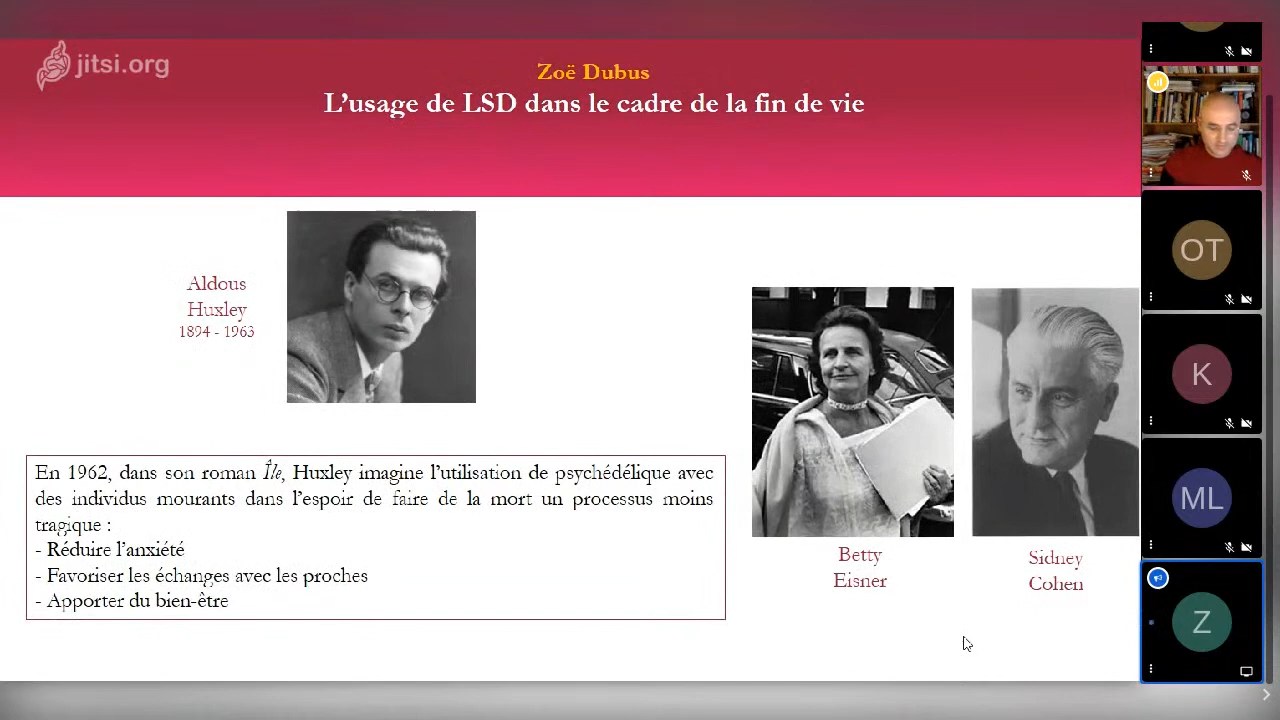 jitsi.org
Zoë Dubus
L'usage de LSD dans le cadre de la fin de vie
Aldous
Huxley
1894 - 1963
En 1962, dans son roman Île, Huxley imagine l'utilisation de psychédélique avec
des individus mourants dans l'espoir de faire de la mort un processus moins
tragique :
- Réduire l'anxiété
- Favoriser les échanges avec les proches
- Apporter du bien-être
Betty
Eisner
Sidney
Cohen
OT
K
ML
Z